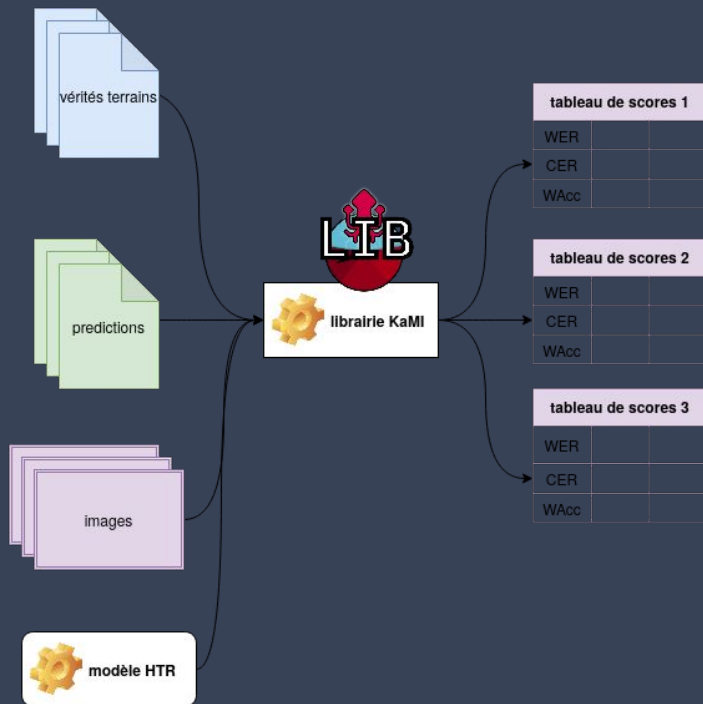 vérités terrains
predictions
images
modèle HTR
LIB
librairie KaMI
tableau de scores 1
WER
CER
WAcc
tableau de scores 2
WER
CER
WAcc
tableau de scores 3
WER
CER
WAcc